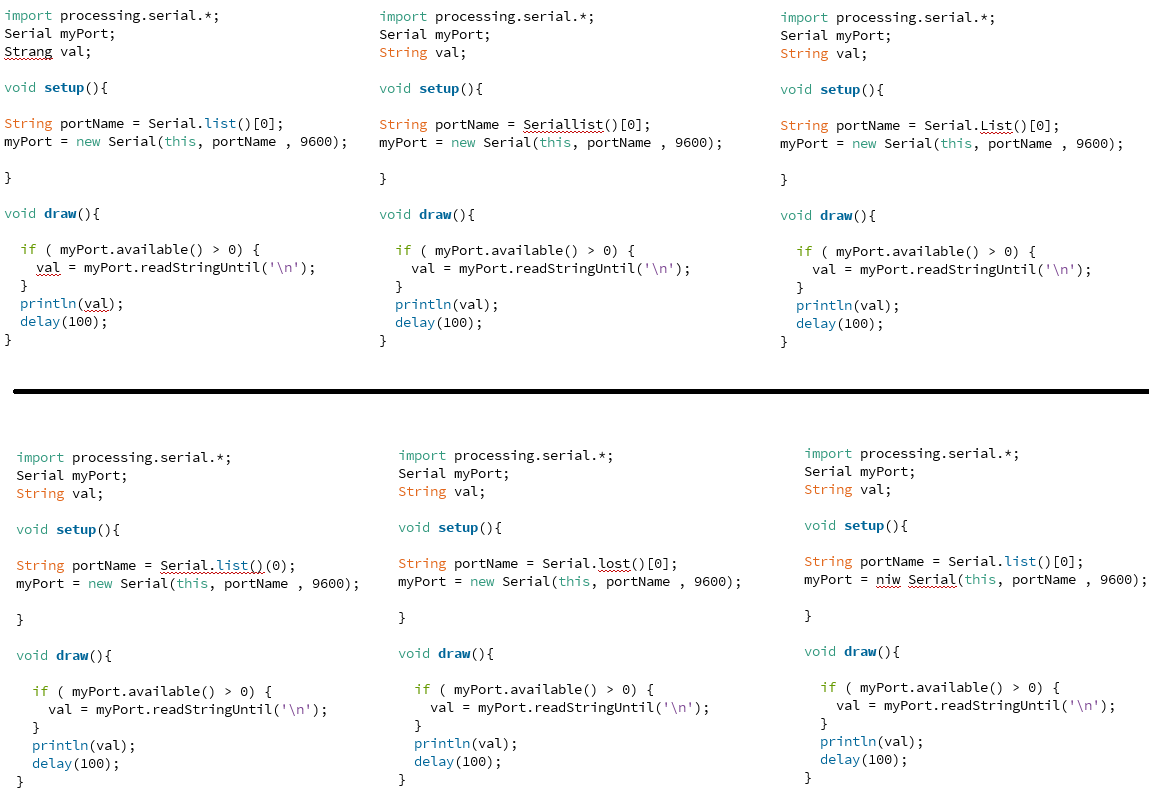 import processing.serial.*;
Serial myPort;
Strang val;
void setup(){
String portName = Serial.list()[0];
myPort = new Serial(this, portName , 9600);
}
void draw(){
if ( myPort.available() > 0) {
val = myPort.readStringUntil('\n');
}
println(val);
delay(100);
}
import processing.serial.*;
Serial myPort;
String val;
void setup(){
String portName = Seriallist()[0];
myPort = new Serial(this, portName , 9600);
}
void draw(){
if ( myPort.available() > 0) {
val = myPort.readStringUntil('\n');
}
println(val);
delay(100);
}
import processing.serial.*;
Serial myPort;
String val;
void setup(){
String portName = Serial.List()[0];
myPort = new Serial(this, portName , 9600);
}
void draw(){
if ( myPort.available() > 0) {
val = myPort.readStringUntil('\n');
}
println(val);
delay(100);
}
import processing.serial.*;
Serial myPort;
String val;
void setup(){
String portName = Serial.list()(0);
myPort = new Serial(this, portName , 9600);
}
void draw(){
if ( myPort.available() > 0) {
val = myPort.readStringUntil('\n');
}
println(val);
delay(100);
}
import processing.serial.*;
Serial myPort;
String val;
void setup(){
String portName = Serial.lost()[0];
myPort = new Serial(this, portName , 9600);
}
void draw(){
if ( myPort.available() > 0) {
val = myPort.readStringUntil('\n');
}
println(val);
delay(100);
}
import processing.serial.*;
Serial myPort;
String val;
void setup(){
String portName = Serial.list()[0];
myPort = niw Serial(this, portName , 9600);
}
void draw(){
if ( myPort.available() > 0) {
val = myPort.readStringUntil('\n');
}
println(val);
delay(100);
}